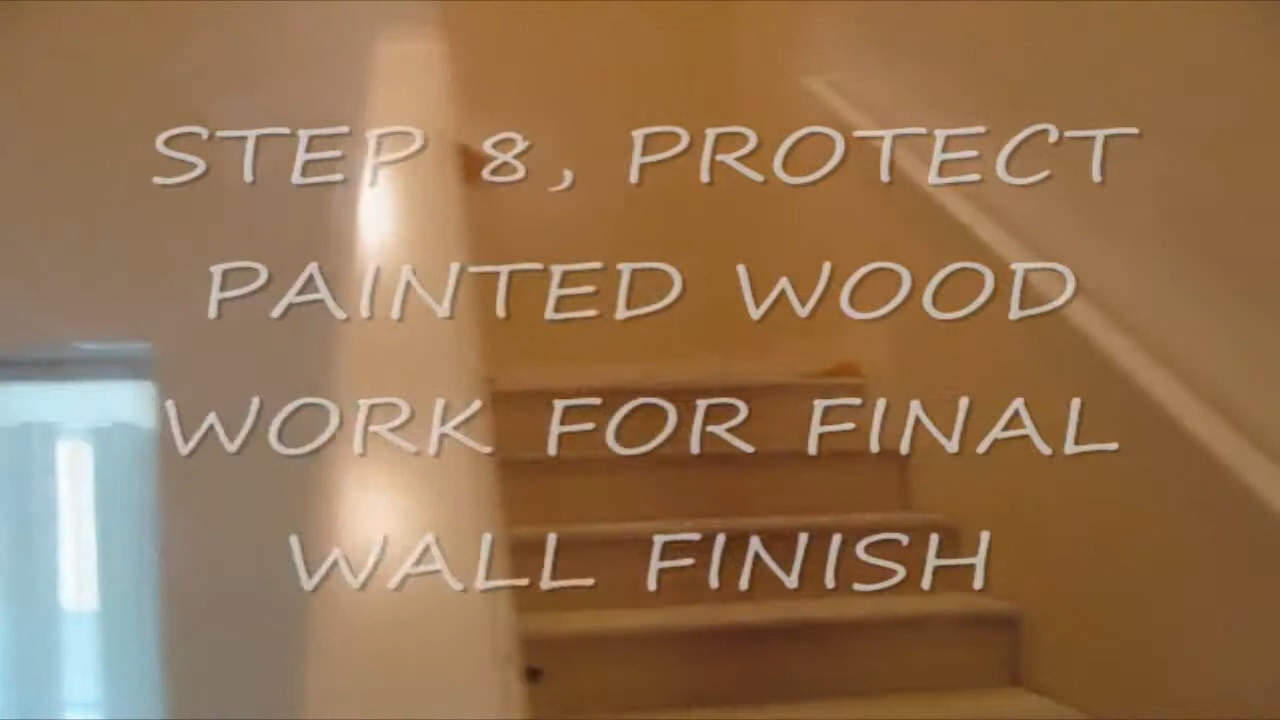 STEP 8, PROTECT
PAINTED WOOD
WORK FOR FINAL
WALL FINISH